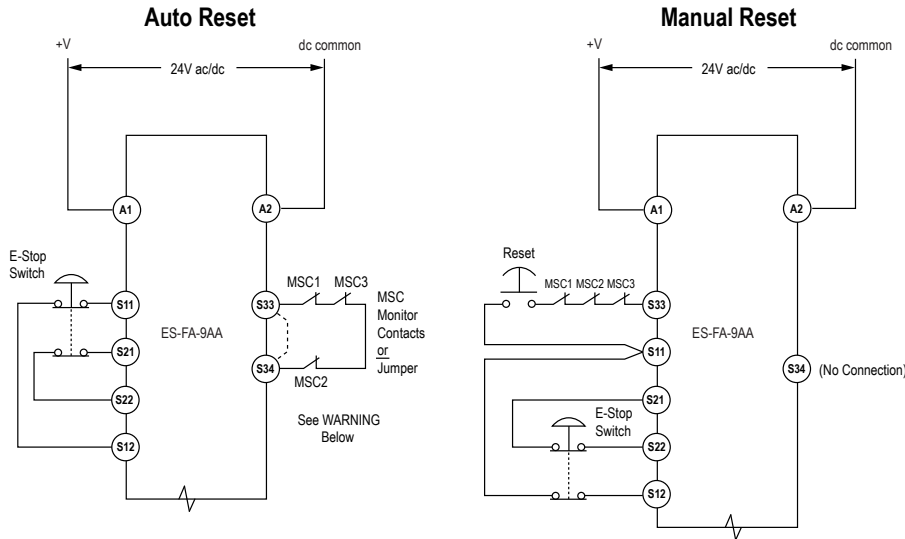 Auto Reset
+V
dc common
24V ac/dc
A1
A2
E-Stop
Switch
S11
S21
S22
S12
ES-FA-9AA
S33
S34
MSC1
MSC3
MSC2
MSC
Monitor
Contacts
or
Jumper
See WARNING
Below
Manual Reset
+V
dc common
24V ac/dc
A1
A2
Reset
MSC1
MSC2
MSC3
S33
S11
S21
S22
S12
ES-FA-9AA
S34
(No Connection)
E-Stop
Switch